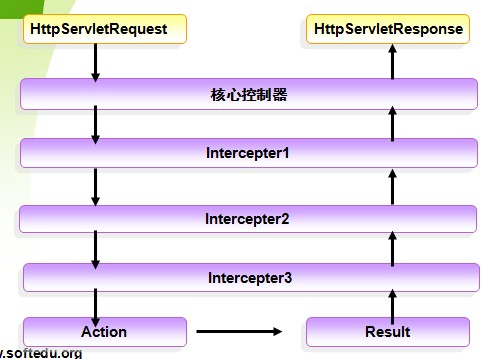 HttpServletRequest
HttpServletResponse
核心控制器
Intercepter1
Intercepter2
Intercepter3
Action
Result
.softedu.org